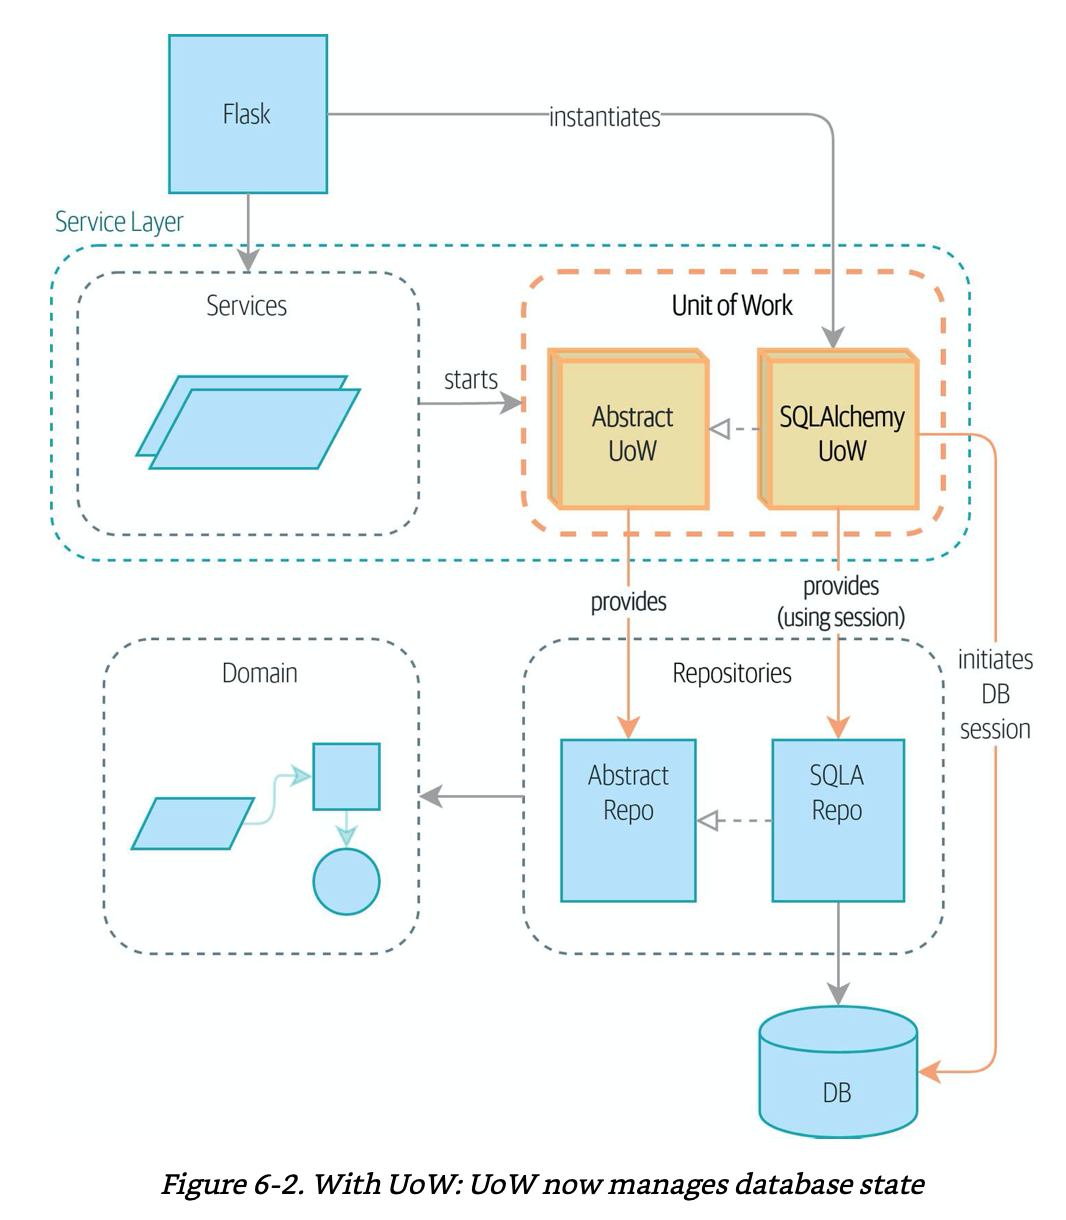 Flask
instantiates
Service Layer
Services
Unit of Work
starts
Abstract
UoW
SQLAlchemy
UoW
provides
provides
(using session)
Domain
Repositories
initiates
DB
session
Abstract
Repo
SQLA
Repo
DB
Figure 6-2. With UoW: UoW now manages database state